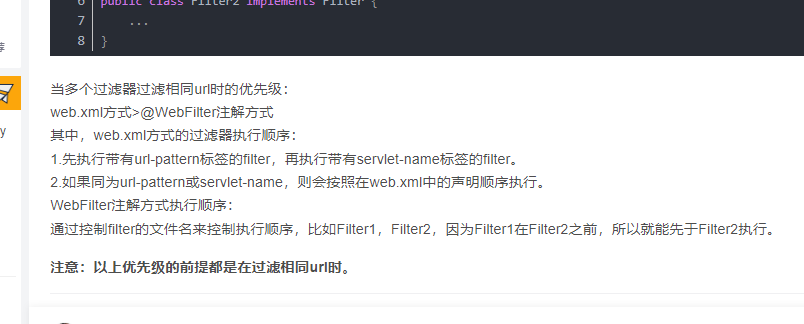 6 public class Filter2 implements Filter {
7 ...
8 }
荐
y
当多个过滤器过滤相同url时的优先级：
web.xml方式>@WebFilter注解方式
其中，web.xml方式的过滤器执行顺序：
1.先执行带有url-pattern标签的filter，再执行带有servlet-name标签的filter。
2.如果同为url-pattern或servlet-name，则会按照在web.xml中的声明顺序执行。
WebFilter注解方式执行顺序：
通过控制filter的文件名来控制执行顺序，比如Filter1，Filter2，因为Filter1在Filter2之前，所以就能先于Filter2执行。
注意：以上优先级的前提都是在过滤相同url时。